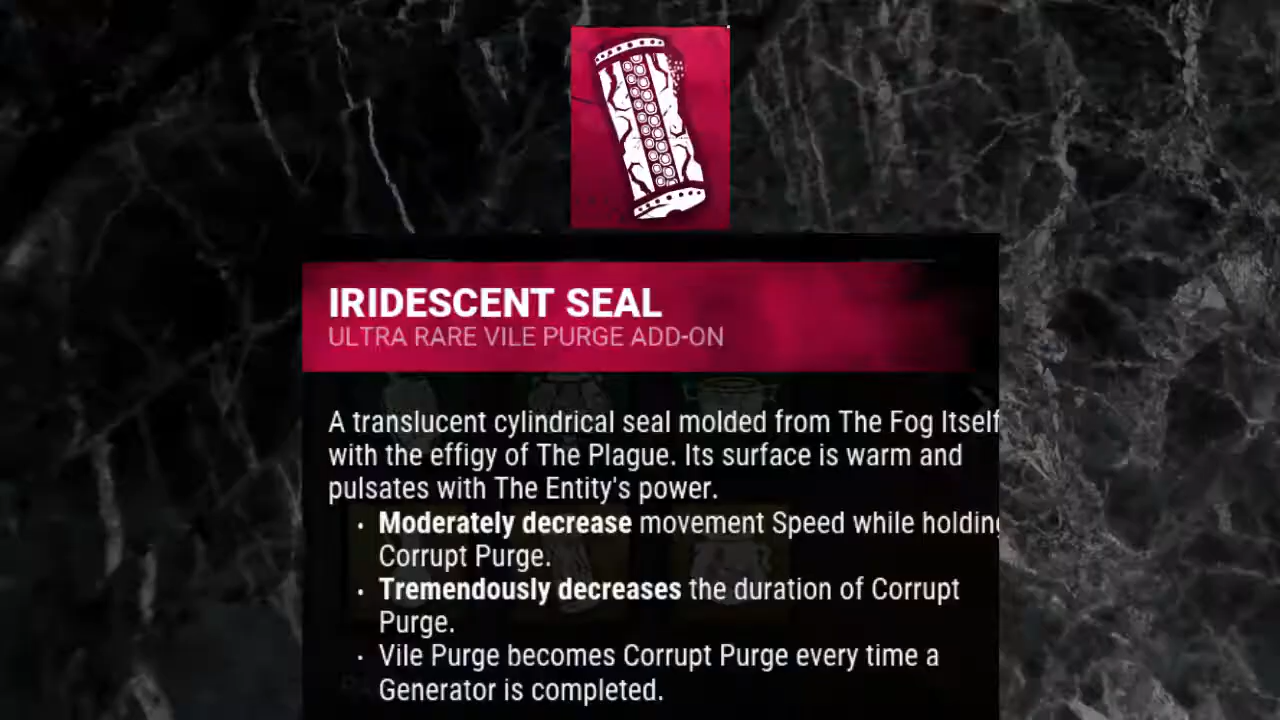 IRIDESCENT SEAL
ULTRA RARE VILE PURGE ADD-ON
A translucent cylindrical seal molded from The Fog Itself
with the effigy of The Plague. Its surface is warm and
pulsates with The Entity's power.
· Moderately decrease movement Speed while holding
Corrupt Purge.
· Tremendously decreases the duration of Corrupt
Purge.
· Vile Purge becomes Corrupt Purge every time a
Generator is completed.